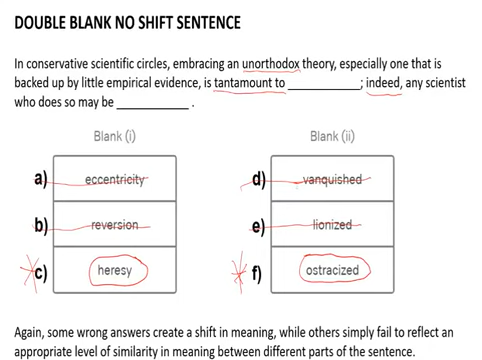 DOUBLE BLANK NO SHIFT SENTENCE
In conservative scientific circles, embracing an unorthodox theory, especially one that is
backed up by little empirical evidence, is tantamount to ____________; indeed, any scientist
who does so may be ____________ .
Blank (i) Blank (ii)
a) eccentricity d) vanquished
b) reversion e) lionized
c) heresy f) ostracized
Again, some wrong answers create a shift in meaning, while others simply fail to reflect an
appropriate level of similarity in meaning between different parts of the sentence.